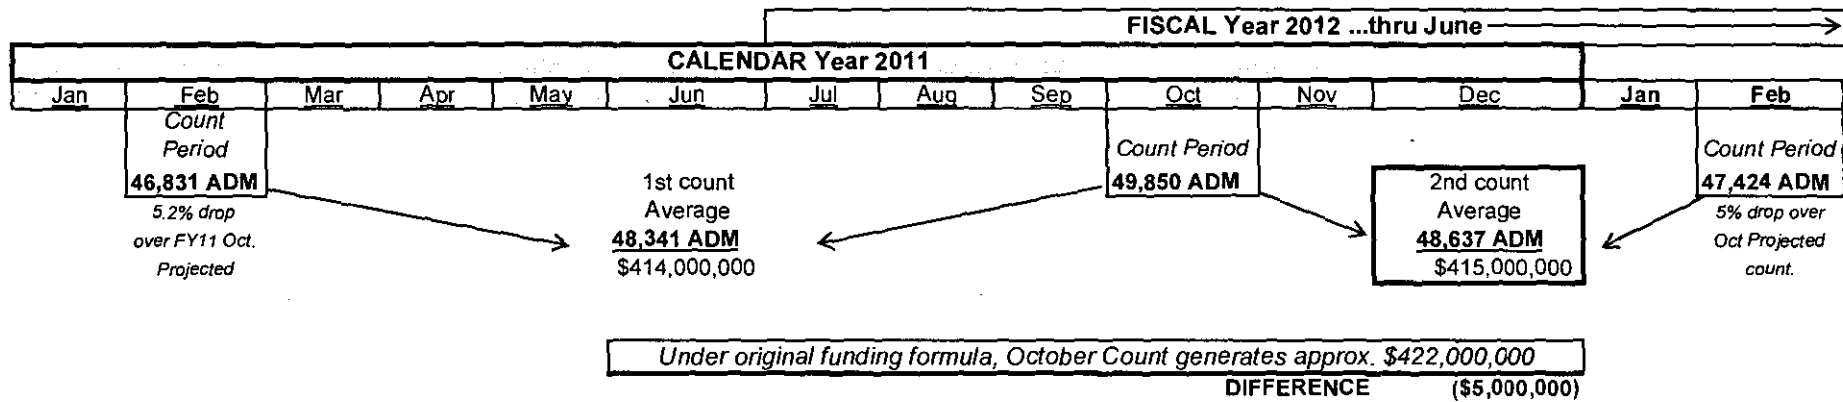 FISCAL Year 2012 ...thru June
CALENDAR Year 2011
Jan Feb Mar Apr May Jun Jul Aug Sep Oct Nov Dec Jan Feb
Count
Period
46,831 ADM
5.2% drop
over FY11 Oct.
Projected
1st count
Average
48,341 ADM
$414,000,000
Count Period
49,850 ADM
2nd count
Average
48,637 ADM
$415,000,000
Count Period
47,424 ADM
5% drop over
Oct Projected
count.
Under original funding formula, October Count generates approx. $422,000,000
DIFFERENCE ($5,000,000)